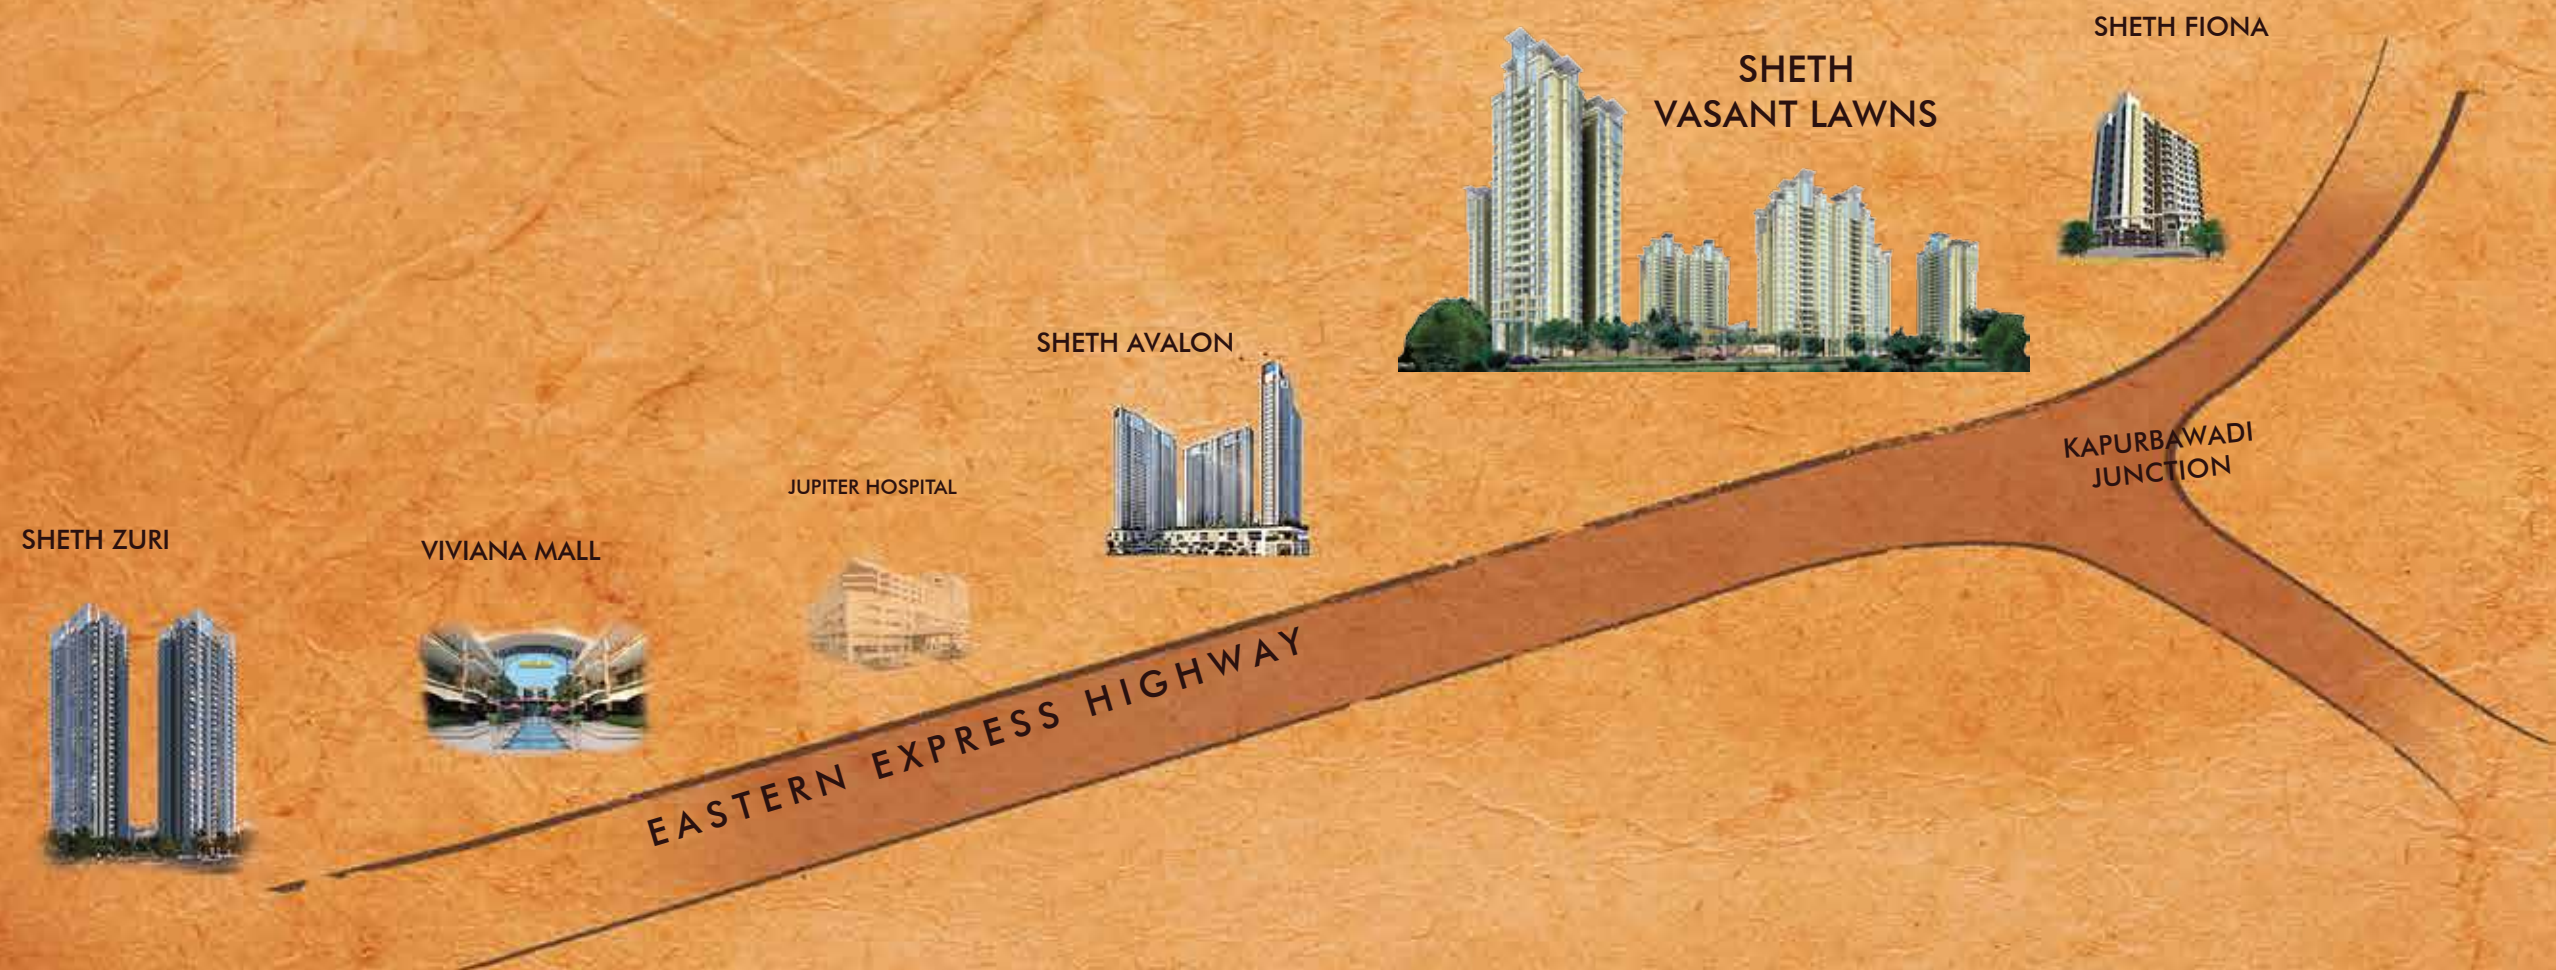 SHETH FIONA
SHETH
VASANT LAWNS
SHETH AVALON
KAPURBAWADI
JUNCTION
JUPITER HOSPITAL
SHETH ZURI
VIVIANA MALL
EASTERN EXPRESS HIGHWAY